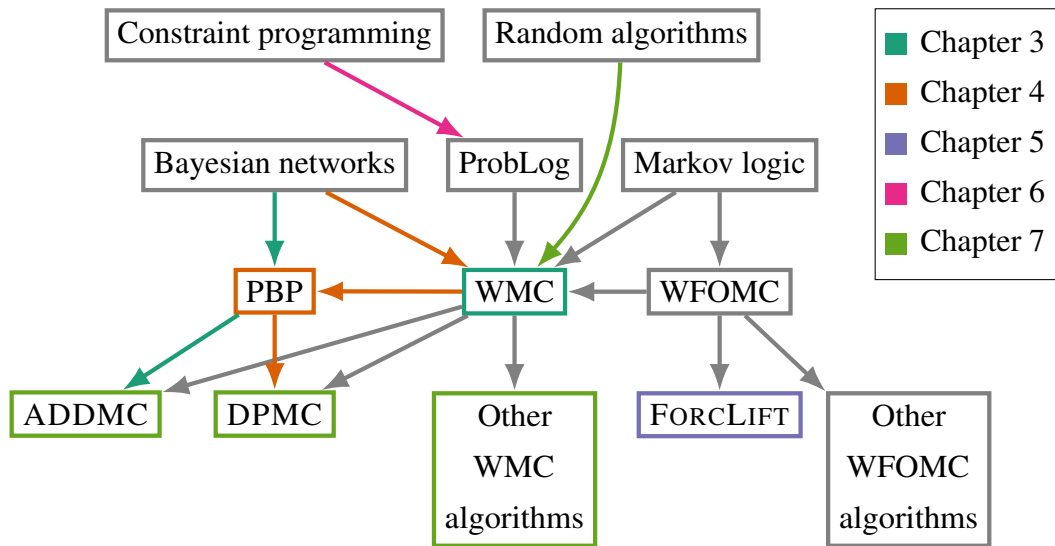 Constraint programming
Random algorithms
Chapter 3
Chapter 4
Chapter 5
Chapter 6
Chapter 7
Bayesian networks
ProbLog
Markov logic
PBP
WMC
WFOMC
ADDMC
DPMC
Other
WMC
algorithms
FORCLIFT
Other
WFOMC
algorithms